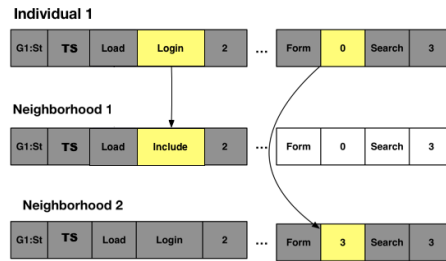 Individual 1
G1:St TS Load Login 2 ... Form 0 Search 3
Neighborhood 1
G1:St TS Load Include 2 ... Form 0 Search 3
Neighborhood 2
G1:St TS Load Login 2 ... Form 3 Search 3